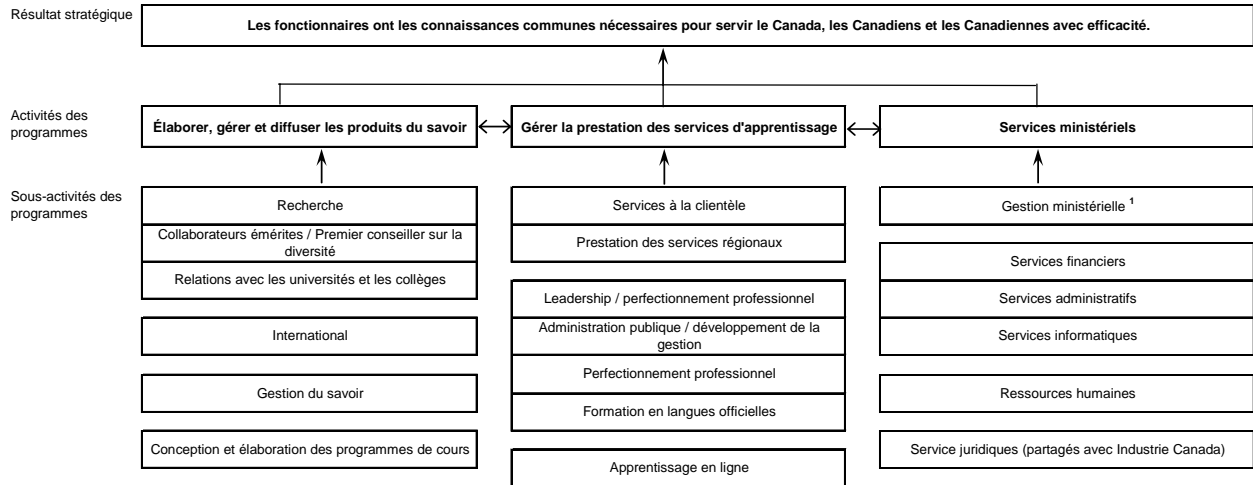 Résultat stratégique
Les fonctionnaires ont les connaissances communes nécessaires pour servir le Canada, les Canadiens et les Canadiennes avec efficacité.
Activités des
programmes
Élaborer, gérer et diffuser les produits du savoir
Gérer la prestation des services d'apprentissage
Services ministériels
Sous-activités des
programmes
Recherche
Collaborateurs émérites / Premier conseiller sur la
diversité
Relations avec les universités et les collèges
International
Gestion du savoir
Conception et élaboration des programmes de cours
Services à la clientèle
Prestation des services régionaux
Leadership / perfectionnement professionnel
Administration publique / développement de la
gestion
Perfectionnement professionnel
Formation en langues officielles
Apprentissage en ligne
Gestion ministérielle ¹
Services financiers
Services administratifs
Services informatiques
Ressources humaines
Service juridiques (partagés avec Industrie Canada)